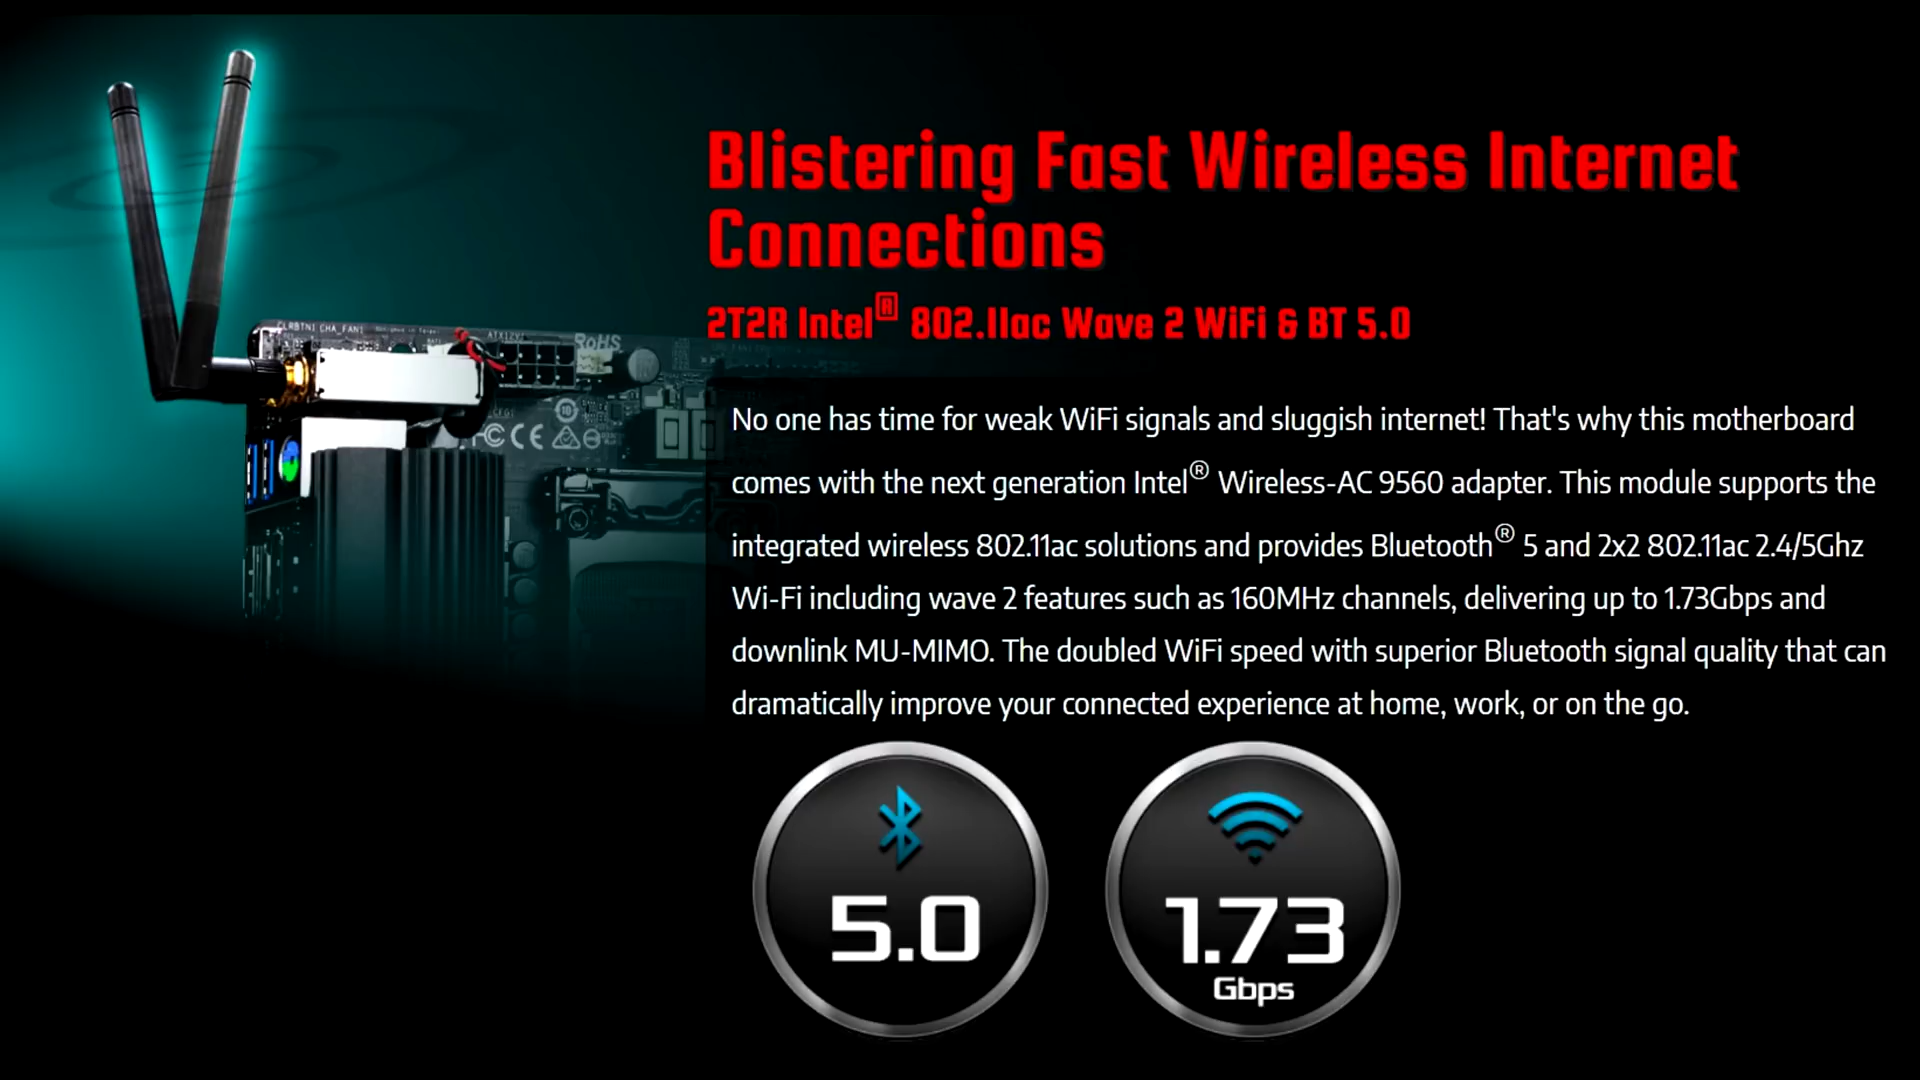 Blistering Fast Wireless Internet
Connections
2T2R Intel® 802.11ac Wave 2 WiFi & BT 5.0
CLRBTN1 CHA_FAN1
ATX12V1
RoHS
No one has time for weak WiFi signals and sluggish internet! That's why this motherboard
comes with the next generation Intel® Wireless-AC 9560 adapter. This module supports the
integrated wireless 802.11ac solutions and provides Bluetooth® 5 and 2x2 802.11ac 2.4/5Ghz
Wi-Fi including wave 2 features such as 160MHz channels, delivering up to 1.73Gbps and
downlink MU-MIMO. The doubled WiFi speed with superior Bluetooth signal quality that can
dramatically improve your connected experience at home, work, or on the go.
5.0
1.73
Gbps